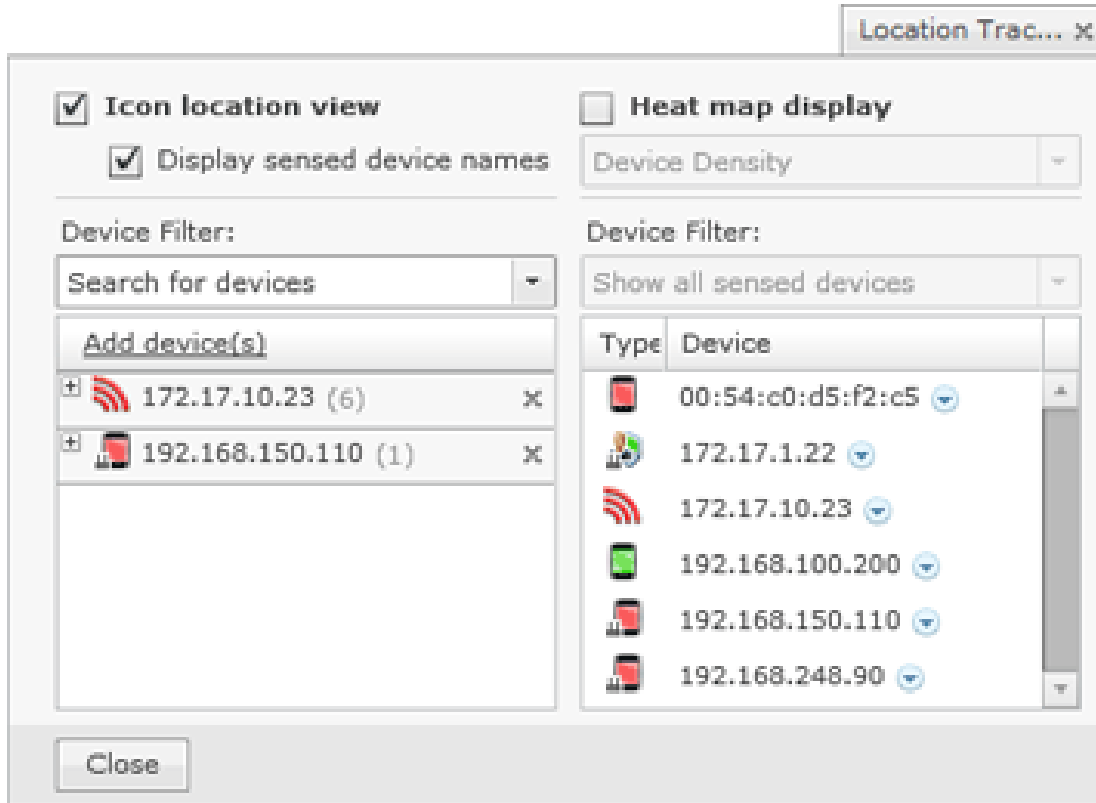 Location Trac... x
Icon location view
Display sensed device names
Device Filter:
Search for devices
Add device(s)
172.17.10.23 (6) x
192.168.150.110 (1) x
Heat map display
Device Density
Device Filter:
Show all sensed devices
Type Device
00:54:c0:d5:f2:c5
172.17.1.22
172.17.10.23
192.168.100.200
192.168.150.110
192.168.248.90
Close